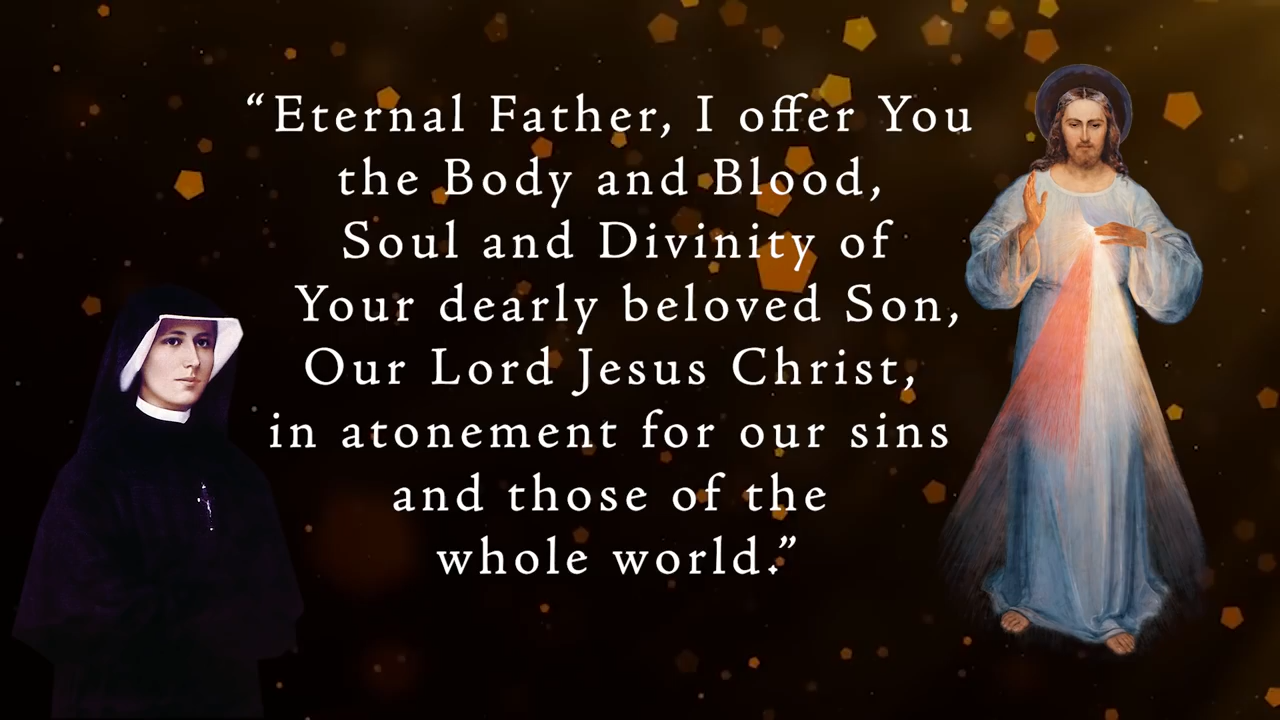 “Eternal Father, I offer You
the Body and Blood,
Soul and Divinity of
Your dearly beloved Son,
Our Lord Jesus Christ,
in atonement for our sins
and those of the
whole world.”